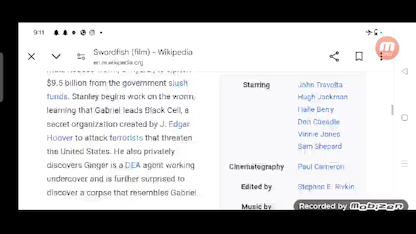 9:11
Swordfish (film) - Wikipedia
en.m.wikipedia.org
$9.5 billion from the government slush
funds. Stanley begins work on the worm,
learning that Gabriel leads Black Cell, a
secret organization created by J. Edgar
Hoover to attack terrorists that threaten
the United States. He also privately
discovers Ginger is a DEA agent working
undercover and is further surprised to
discover a corpse that resembles Gabriel.
Starring
John Travolta
Hugh Jackman
Halle Berry
Don Cheadle
Vinnie Jones
Sam Shepard
Cinematography
Paul Cameron
Edited by
Stephen E. Rivkin
Music by
Recorded by Mobizen